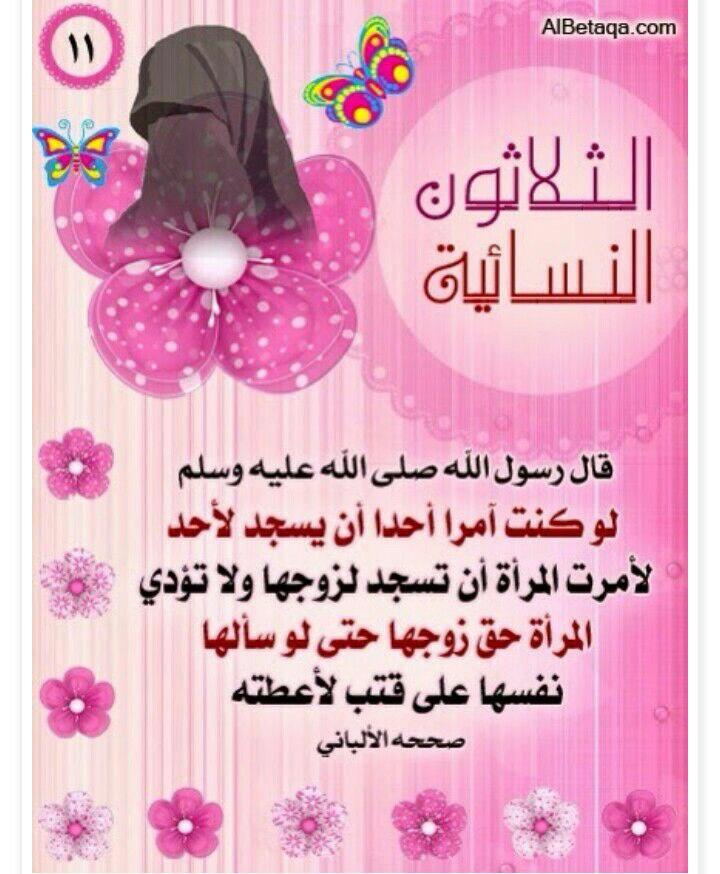 AlBetaqa.com
١١
الثلاثون
النسائية
قال رسول الله صلى الله عليه وسلم
لو كنت آمرا أحدا أن يسجد لأحد
لأمرت المرأة أن تسجد لزوجها ولا تؤدي
المرأة حق زوجها حتى لو سألها
نفسها على قتب لأعطته
صححه الألباني